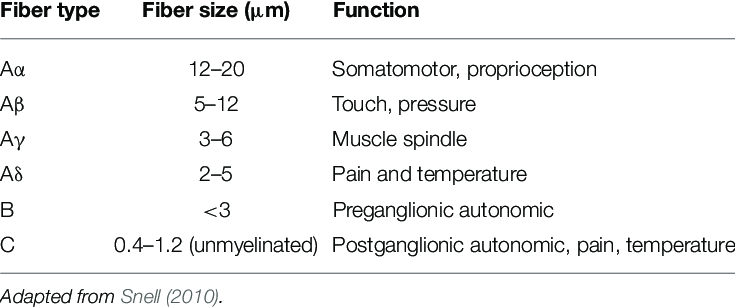 Fiber type Fiber size (μm) Function
Aα 12–20 Somatomotor, proprioception
Aβ 5–12 Touch, pressure
Aγ 3–6 Muscle spindle
Aδ 2–5 Pain and temperature
B <3 Preganglionic autonomic
C 0.4–1.2 (unmyelinated) Postganglionic autonomic, pain, temperature
Adapted from Snell (2010).